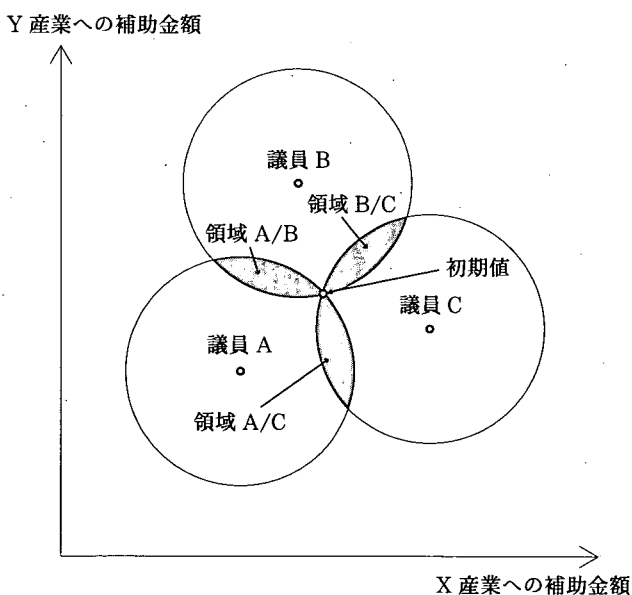 Y 産業への補助金額
議員 B
領域 B/C
領域 A/B
初期値
議員 C
議員 A
領域 A/C
X 産業への補助金額